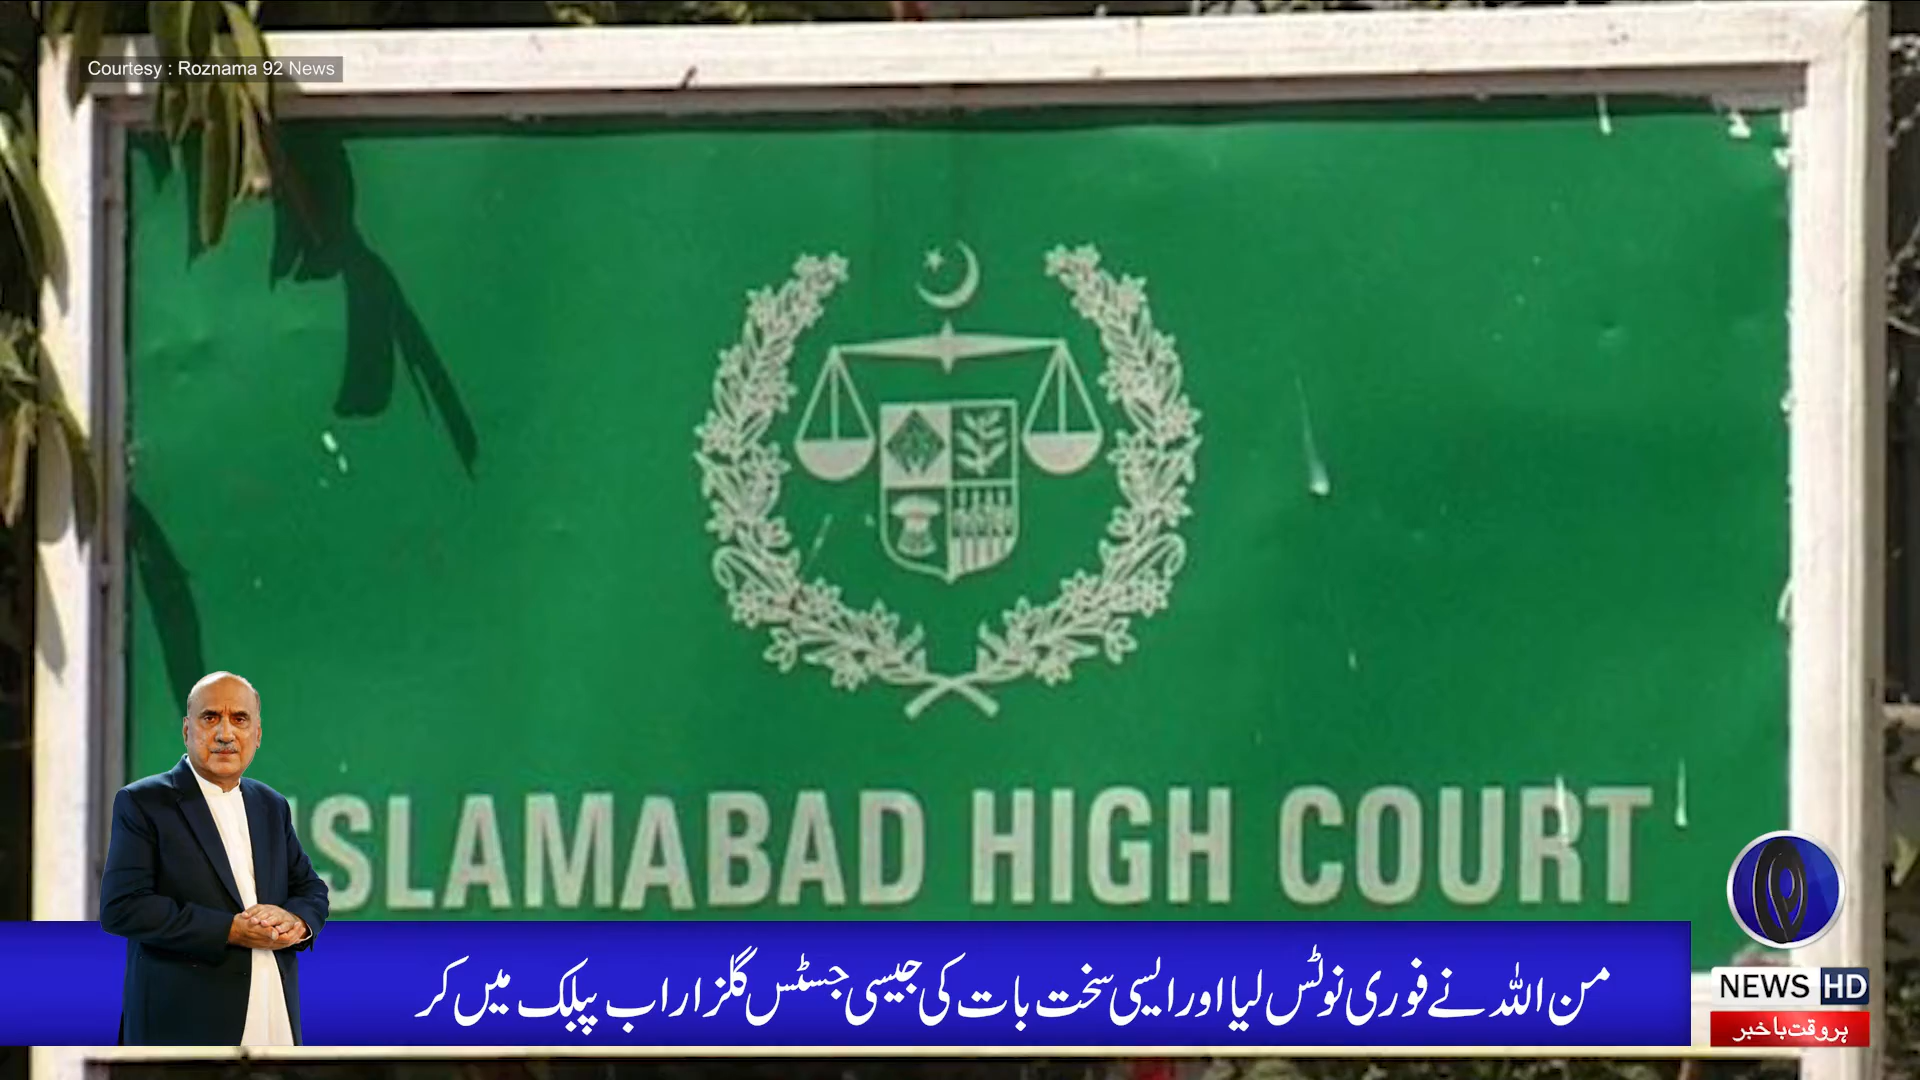 Courtesy : Roznama 92 News
ISLAMABAD HIGH COURT
من اللہ نے فوری نوٹس لیا اور ایسی سخت بات کی جیسی جسٹس گلزار اب پبلک میں کر
NEWS HD
ہر وقت باخبر